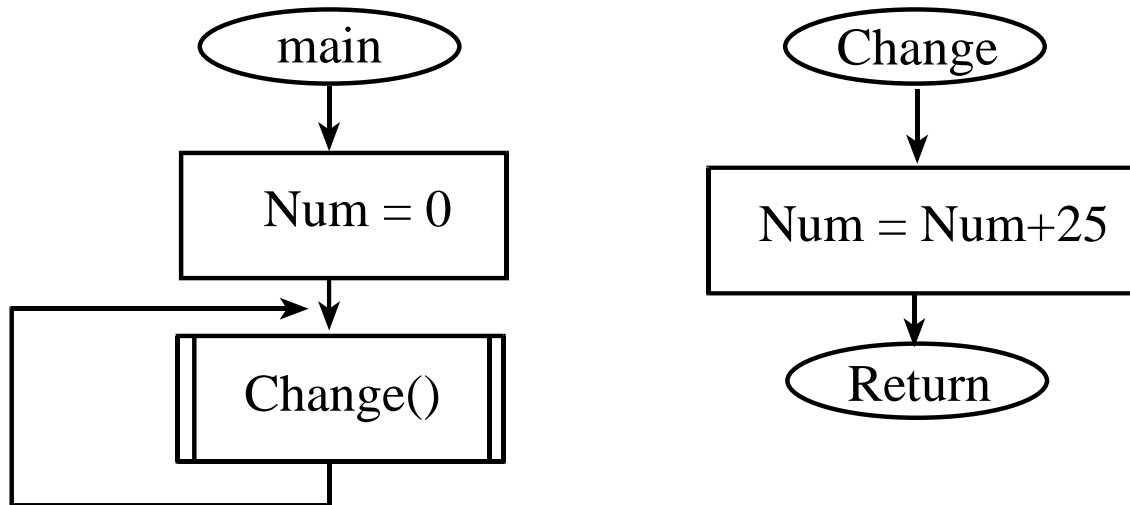 main
Num = 0
Change()
Change
Num = Num+25
Return